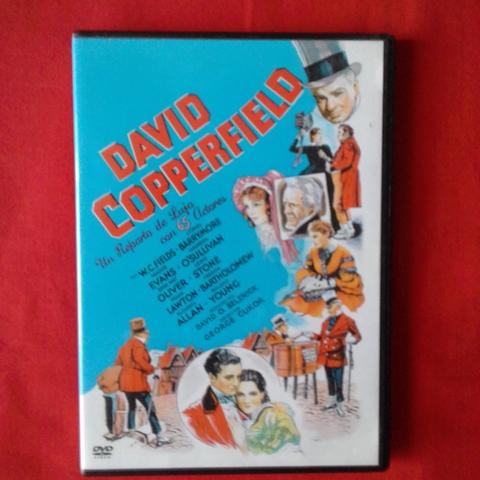 DAVID
COPPERFIELD
Un Reparto de Lujo
con 65 Actores
W.C. FIELDS · BARRYMORE
EVANS · O'SULLIVAN
OLIVER · STONE
LAWTON · BARTHOLOMEW
ALLAN · YOUNG
DAVID O. SELZNICK
GEORGE CUKOR
DVD
VIDEO